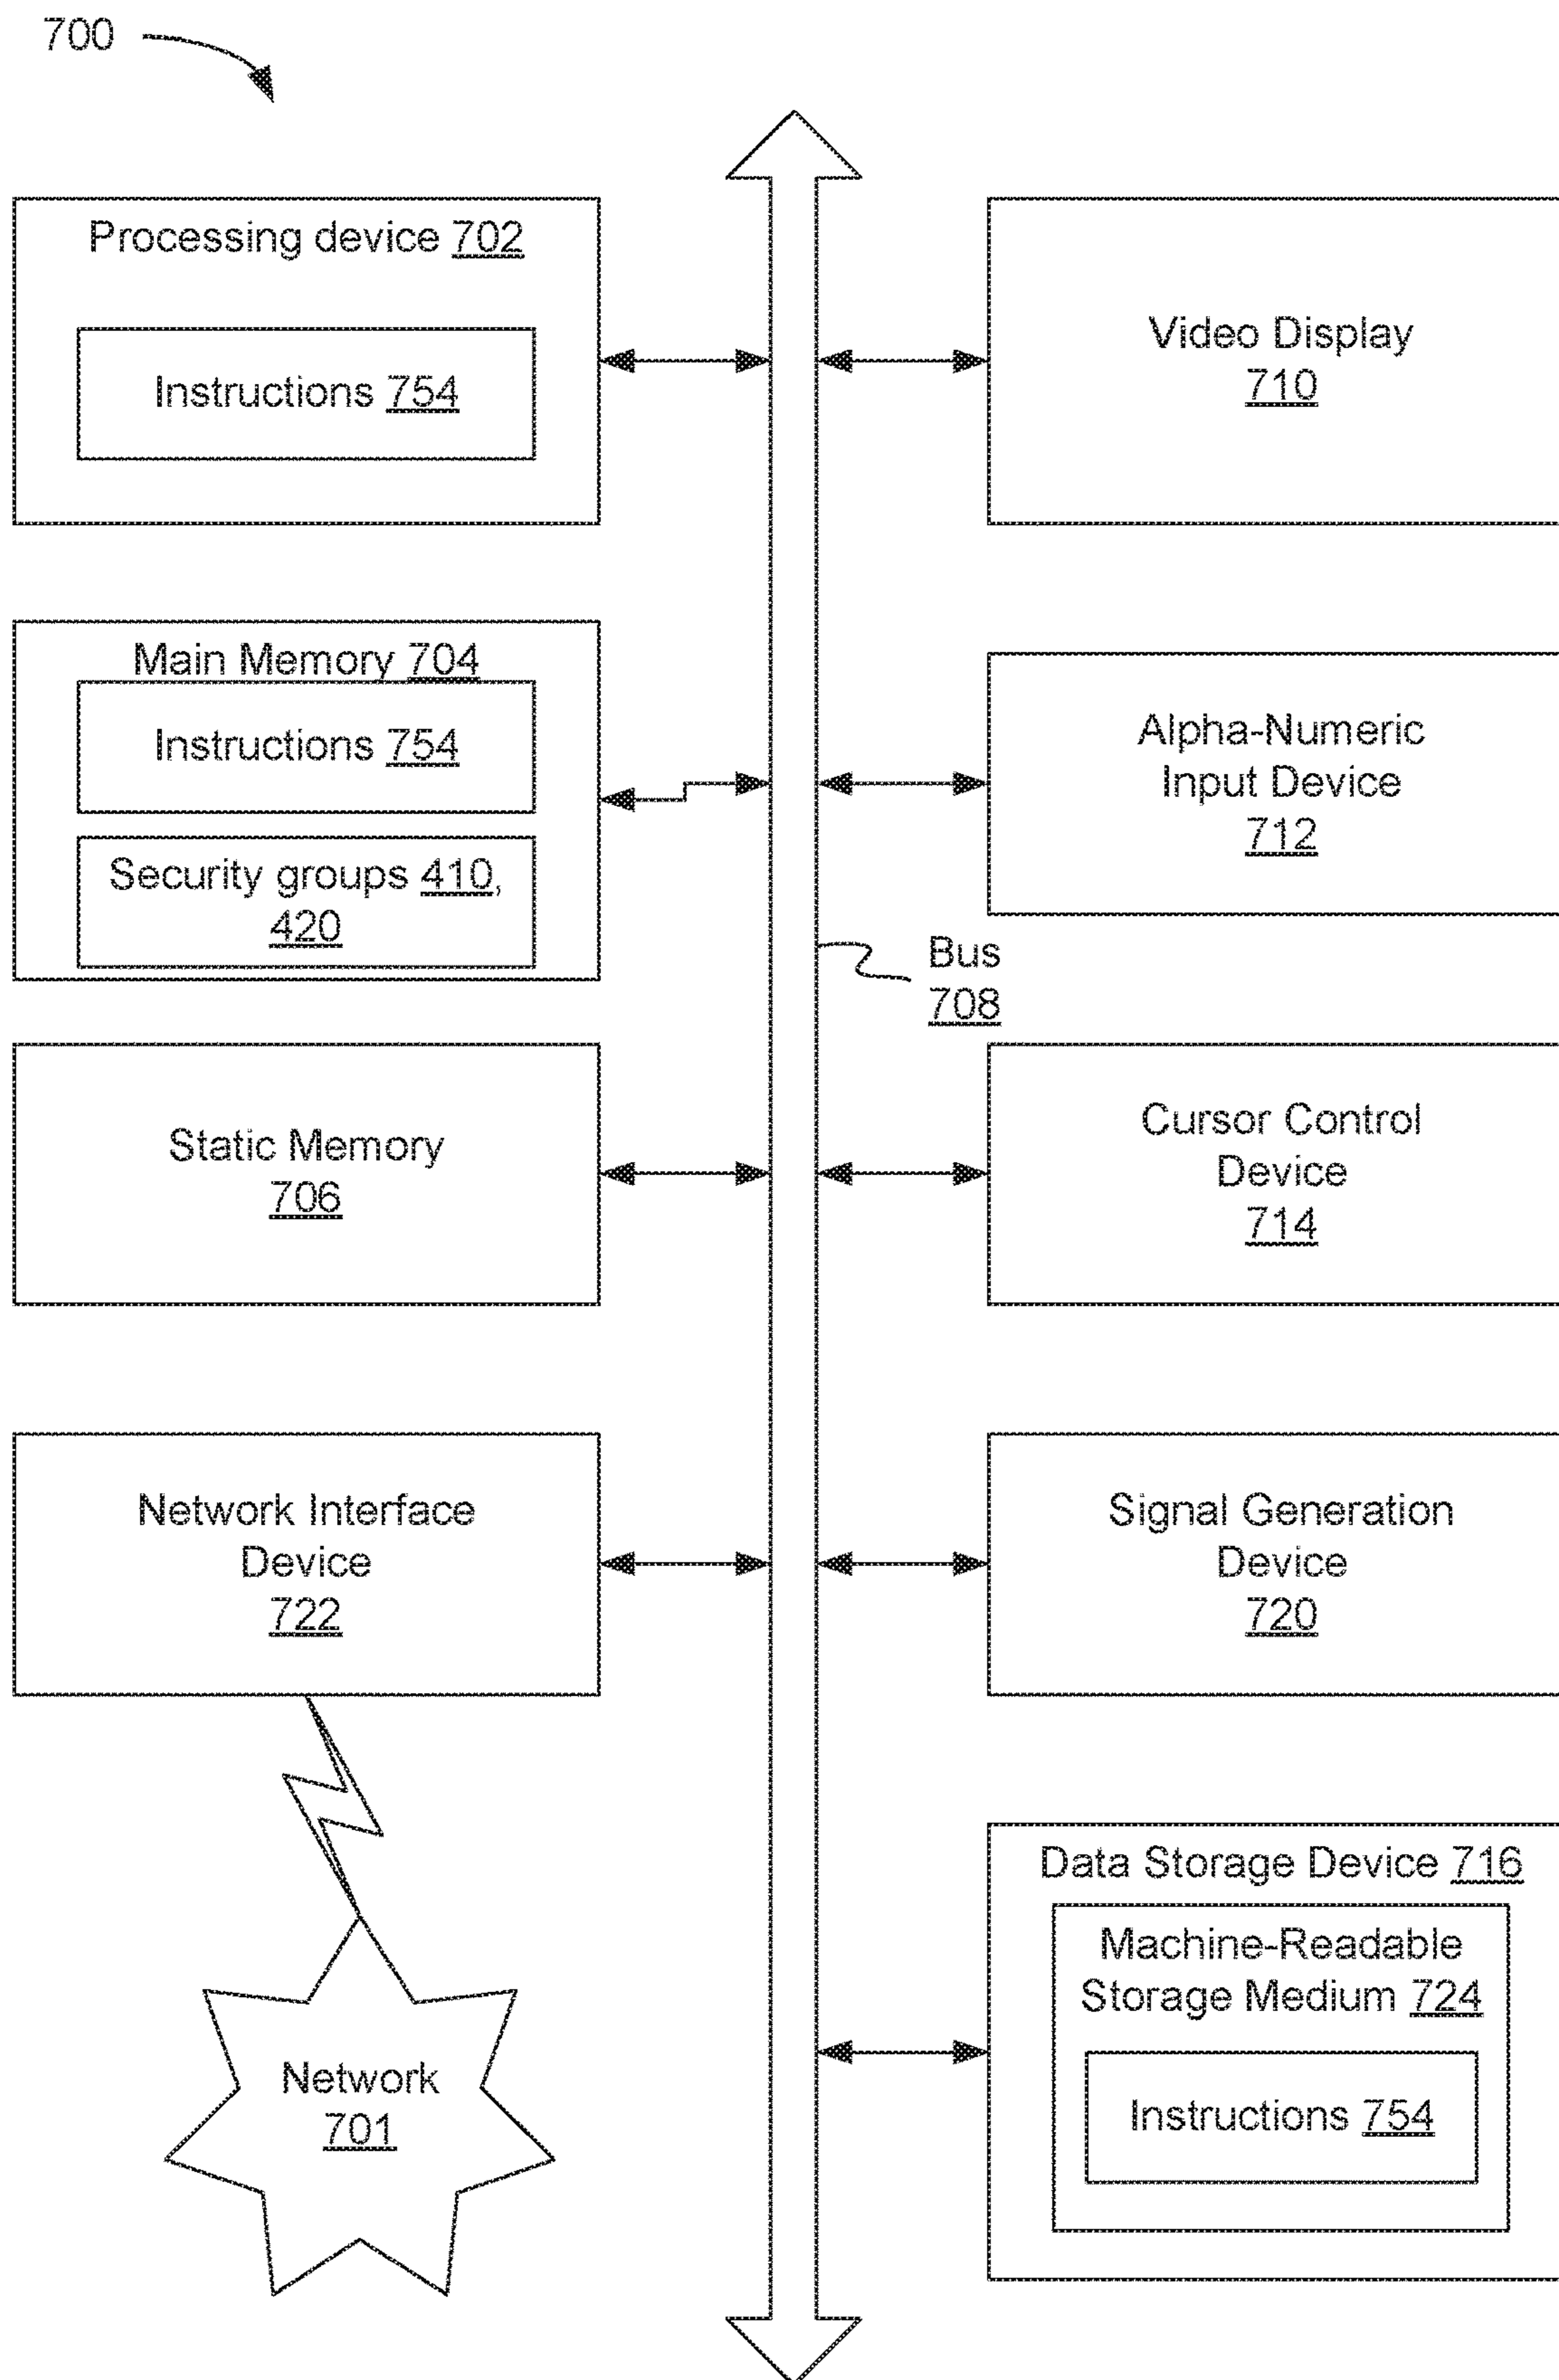 700
Processing device 702
Instructions 754
Main Memory 704
Instructions 754
Security groups 410,
420
Static Memory
706
Network Interface
Device
722
Network
701
Bus
708
Video Display
710
Alpha-Numeric
Input Device
712
Cursor Control
Device
714
Signal Generation
Device
720
Data Storage Device 716
Machine-Readable
Storage Medium 724
Instructions 754